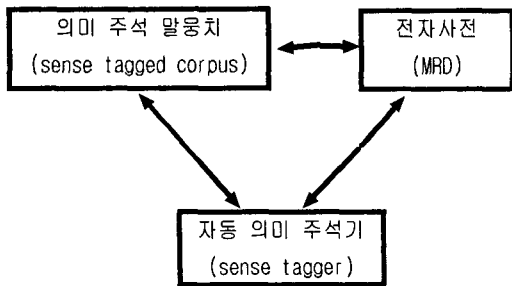 의미 주석 말뭉치
(sense tagged corpus)
전자사전
(MRD)
자동 의미 주석기
(sense tagger)